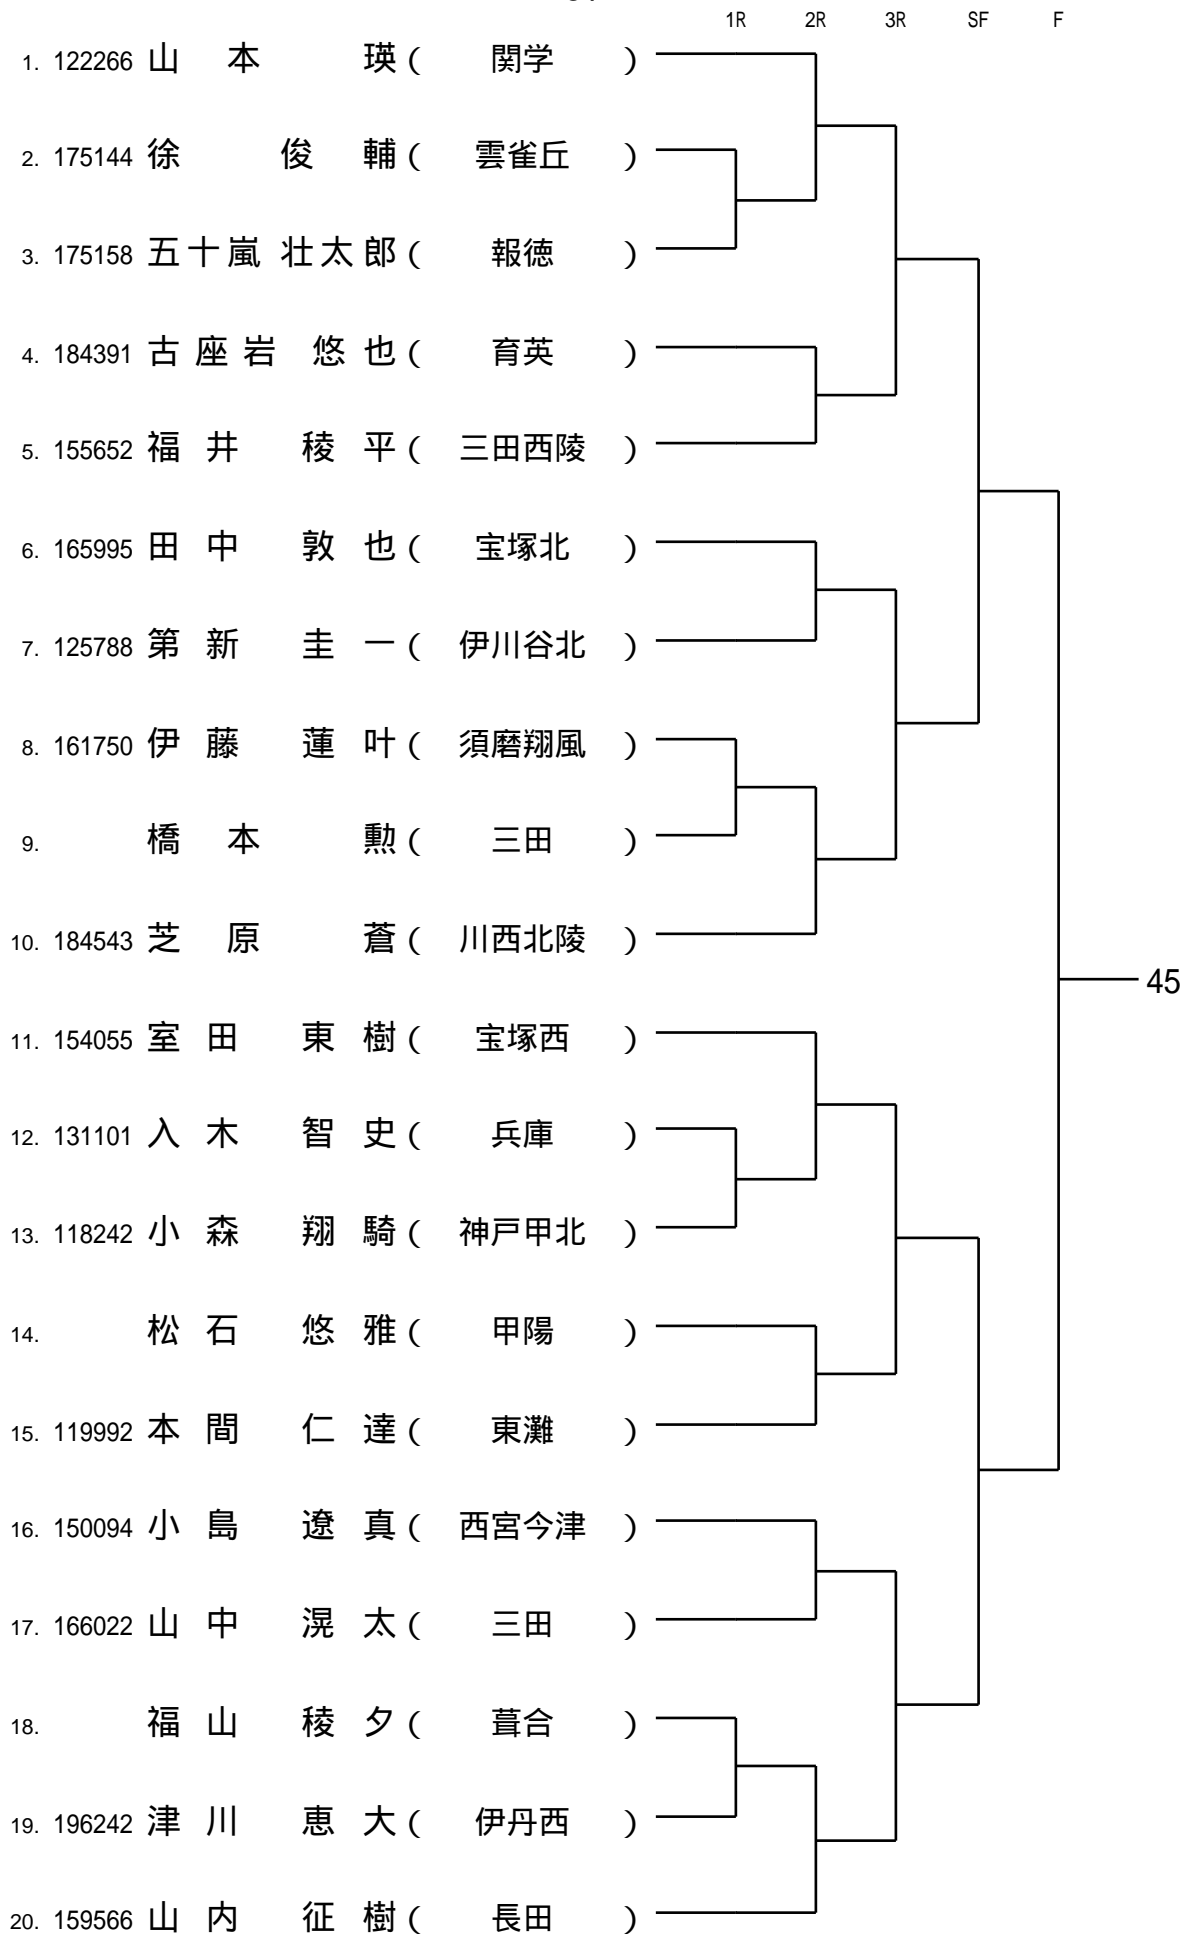 1R 2R 3R SF F
1. 122266 山本 瑛 ( 関学 )
2. 175144 徐 俊輔 ( 雲雀丘 )
3. 175158 五十嵐 壮太郎 ( 報徳 )
4. 184391 古座岩 悠也 ( 育英 )
5. 155652 福井 稜平 ( 三田西陵 )
6. 165995 田中 敦也 ( 宝塚北 )
7. 125788 第新 圭一 ( 伊川谷北 )
8. 161750 伊藤 蓮叶 ( 須磨翔風 )
9. 橋本 勲 ( 三田 )
10. 184543 芝原 蒼 ( 川西北陵 )
45
11. 154055 室田 東樹 ( 宝塚西 )
12. 131101 入木 智史 ( 兵庫 )
13. 118242 小森 翔騎 ( 神戸甲北 )
14. 松石 悠雅 ( 甲陽 )
15. 119992 本間 仁達 ( 東灘 )
16. 150094 小島 遼真 ( 西宮今津 )
17. 166022 山中 滉太 ( 三田 )
18. 福山 稜夕 ( 葺合 )
19. 196242 津川 恵大 ( 伊丹西 )
20. 159566 山内 征樹 ( 長田 )